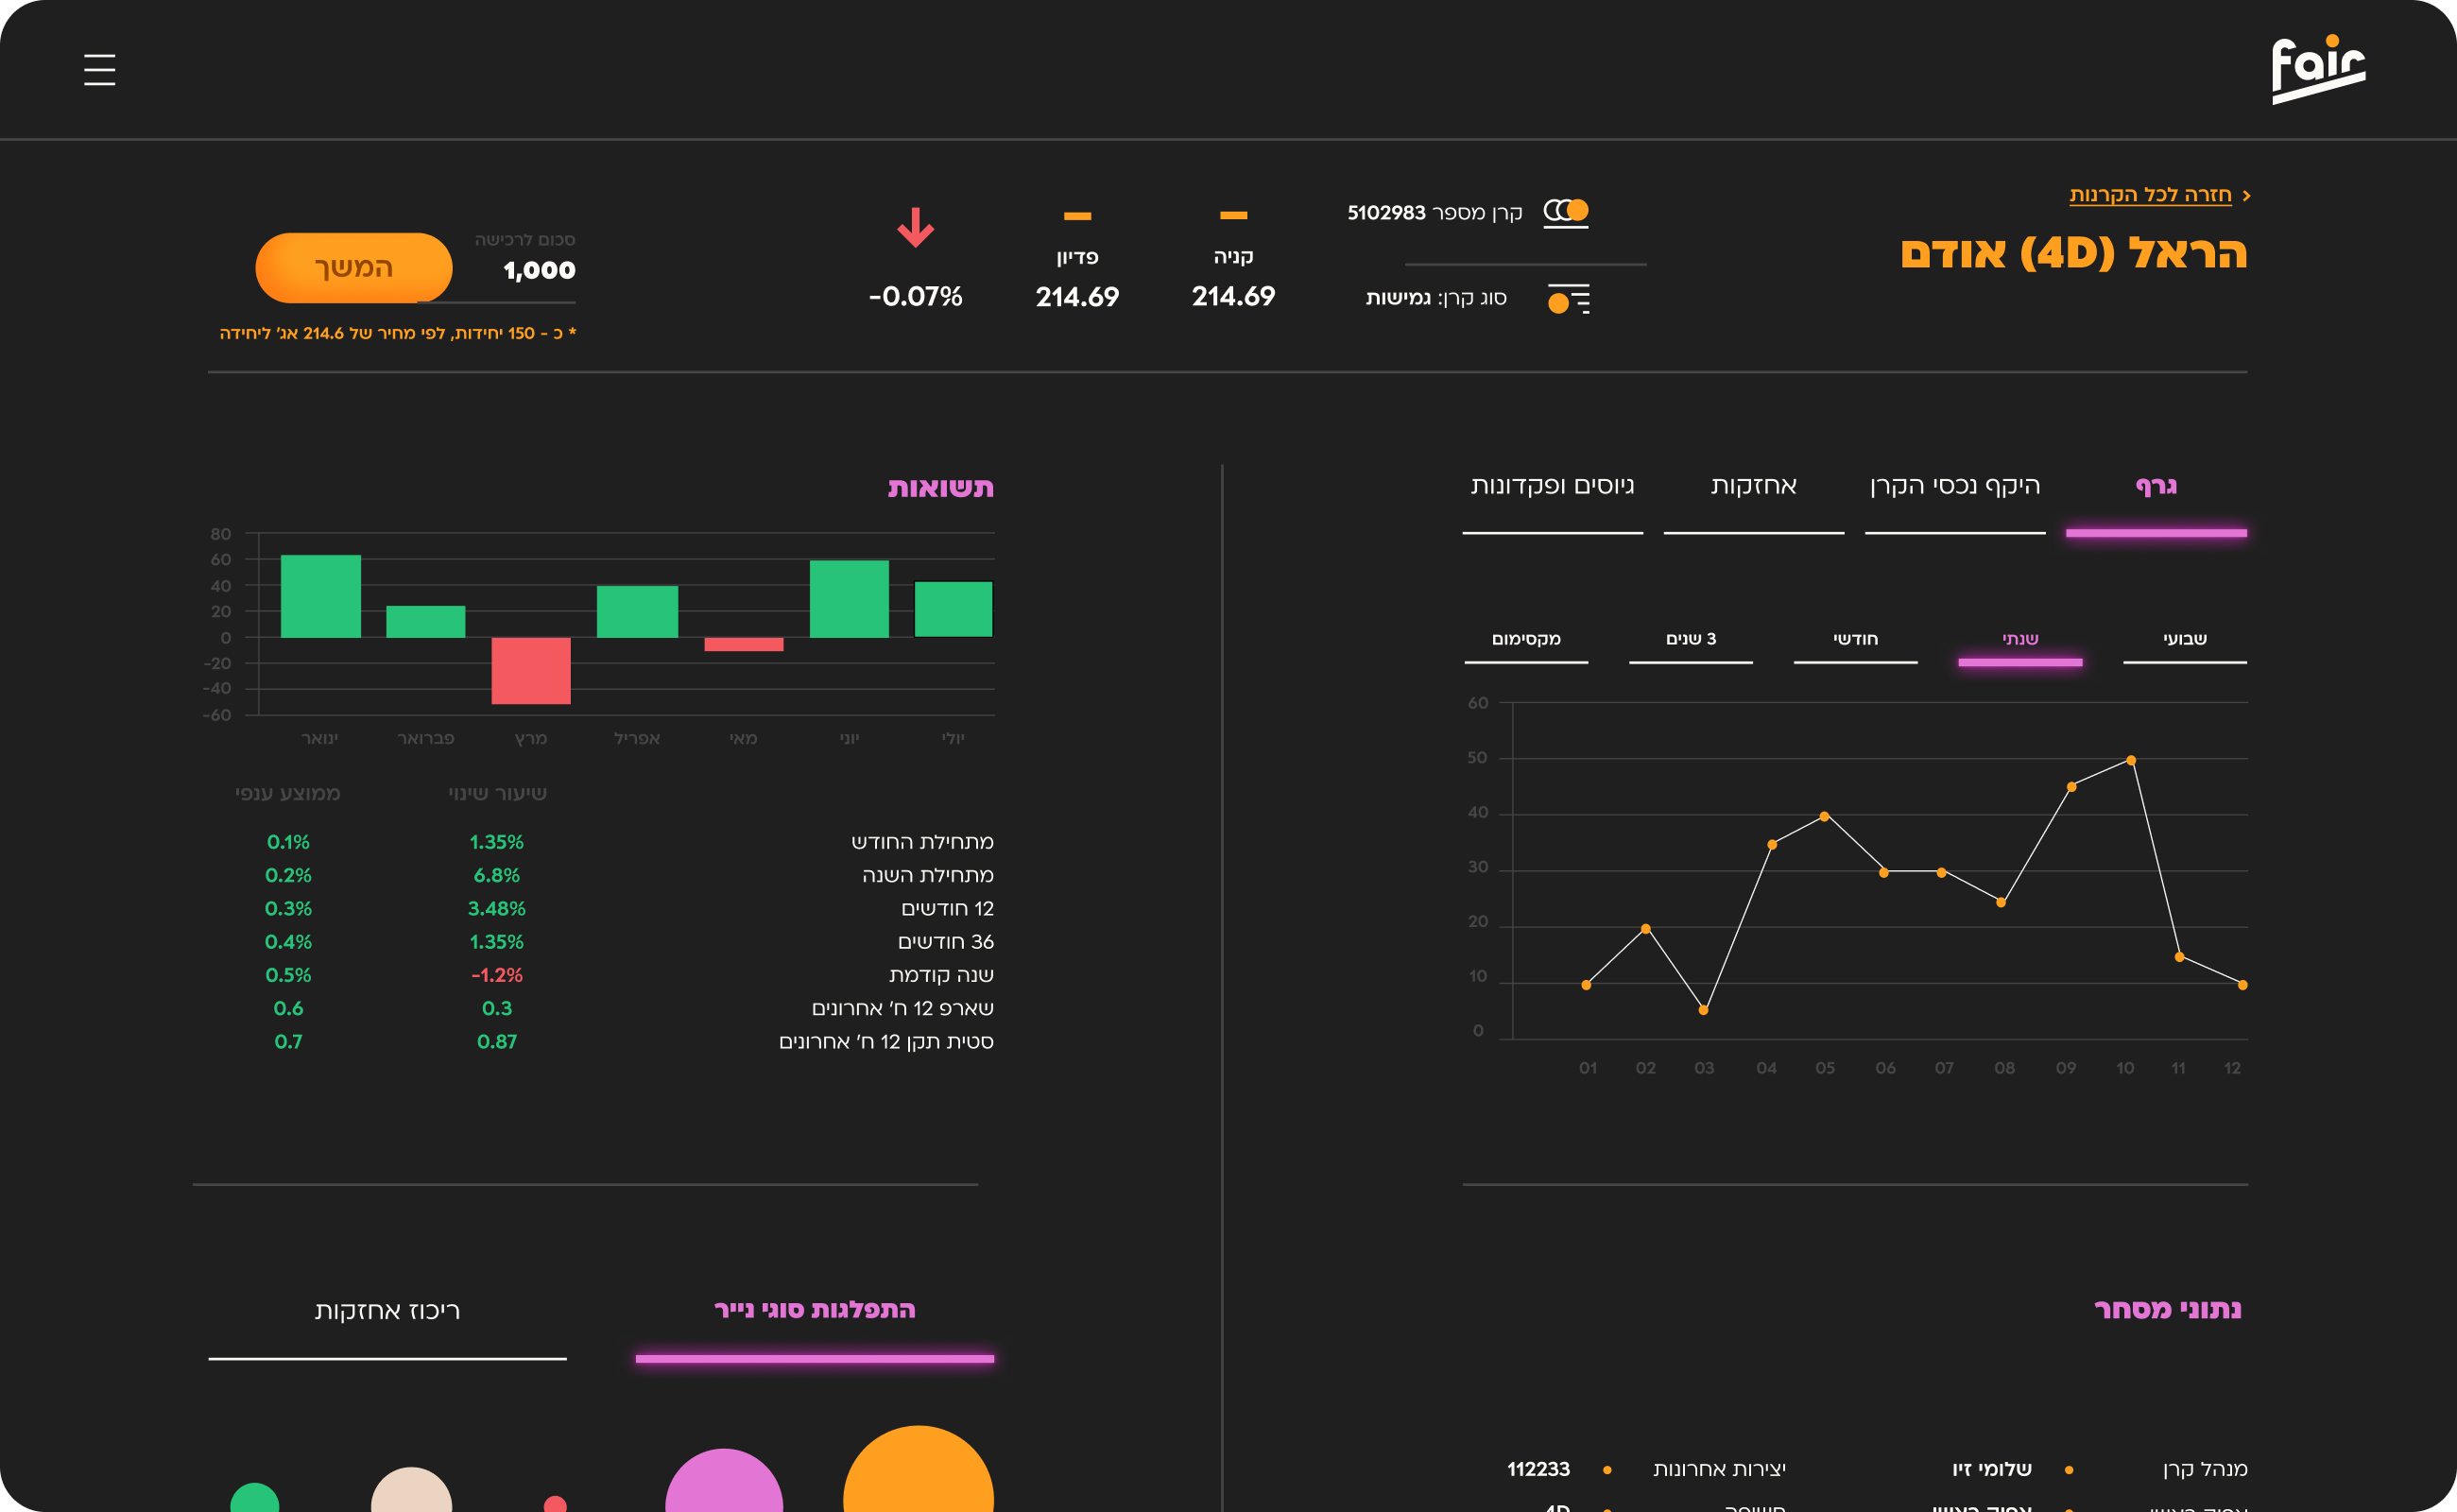 fair
‹ חזרה לכל הקרנות
הראל (4D) אודם
קרן מספר 5102983
סוג קרן: גמישות
קניה
214.69
פדיון
214.69
-0.07%
סכום לרכישה
1,000
המשך
* כ - 150 יחידות, לפי מחיר של 214.6 אג' ליחידה
גרף
היקף נכסי הקרן
אחזקות
גיוסים ופקדונות
שבועי
שנתי
חודשי
3 שנים
מקסימום
60
50
40
30
20
10
0
01 02 03 04 05 06 07 08 09 10 11 12
תשואות
80
60
40
20
0
-20
-40
-60
ינואר
פברואר
מרץ
אפריל
מאי
יוני
יולי
שיעור שינוי ממוצע ענפי
מתחילת החודש 1.35% 0.1%
מתחילת השנה 6.8% 0.2%
12 חודשים 3.48% 0.3%
36 חודשים 1.35% 0.4%
שנה קודמת -1.2% 0.5%
שארפ 12 ח' אחרונים 0.3 0.6
סטית תקן 12 ח' אחרונים 0.87 0.7
נתוני מסחר
מנהל קרן • שלומי זיו
יצירות אחרונות • 112233
4D
התפלגות סוגי נייר
ריכוז אחזקות